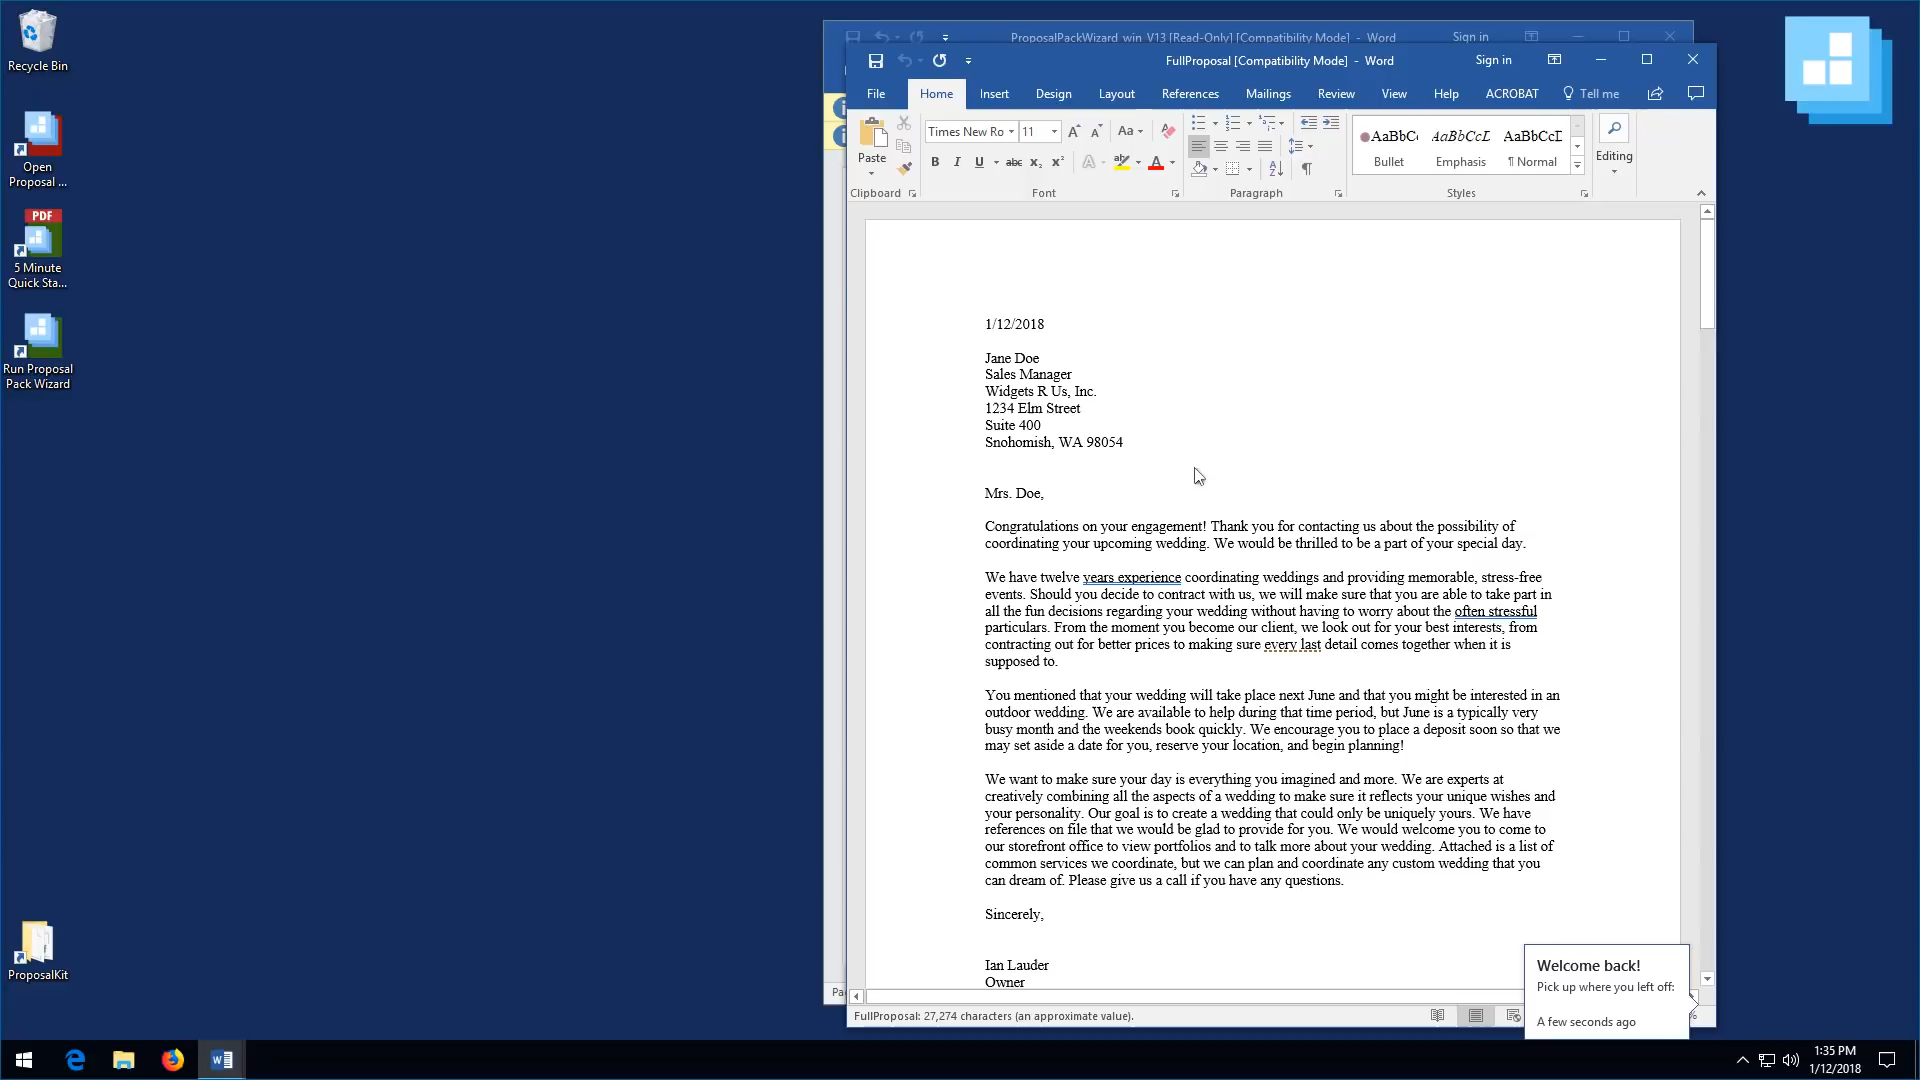 Recycle Bin
Open
Proposal ...
PDF
5 Minute
Quick Sta...
Run Proposal
Pack Wizard
ProposalKit
ProposalPackWizard_win_V13 [Read-Only] [Compatibility Mode] - Word
Sign in
FullProposal [Compatibility Mode] - Word
Sign in
File
Home
Insert
Design
Layout
References
Mailings
Review
View
Help
ACROBAT
Tell me
Paste
Clipboard
Times New Ro
11
Aa
B I U abc x₂ x²
A
ab
A
Font
Paragraph
AaBbC
AaBbCcL
AaBbCcD
Bullet
Emphasis
¶ Normal
Styles
Editing
1/12/2018
Jane Doe
Sales Manager
Widgets R Us, Inc.
1234 Elm Street
Suite 400
Snohomish, WA 98054
Mrs. Doe,
Congratulations on your engagement! Thank you for contacting us about the possibility of
coordinating your upcoming wedding. We would be thrilled to be a part of your special day.
We have twelve years experience coordinating weddings and providing memorable, stress-free
events. Should you decide to contract with us, we will make sure that you are able to take part in
all the fun decisions regarding your wedding without having to worry about the often stressful
particulars. From the moment you become our client, we look out for your best interests, from
contracting out for better prices to making sure every last detail comes together when it is
supposed to.
You mentioned that your wedding will take place next June and that you might be interested in an
outdoor wedding. We are available to help during that time period, but June is a typically very
busy month and the weekends book quickly. We encourage you to place a deposit soon so that we
may set aside a date for you, reserve your location, and begin planning!
We want to make sure your day is everything you imagined and more. We are experts at
creatively combining all the aspects of a wedding to make sure it reflects your unique wishes and
your personality. Our goal is to create a wedding that could only be uniquely yours. We have
references on file that we would be glad to provide for you. We would welcome you to come to
our storefront office to view portfolios and to talk more about your wedding. Attached is a list of
common services we coordinate, but we can plan and coordinate any custom wedding that you
can dream of. Please give us a call if you have any questions.
Sincerely,
Ian Lauder
Owner
Welcome back!
Pick up where you left off:
A few seconds ago
FullProposal: 27,274 characters (an approximate value).
1:35 PM
1/12/2018